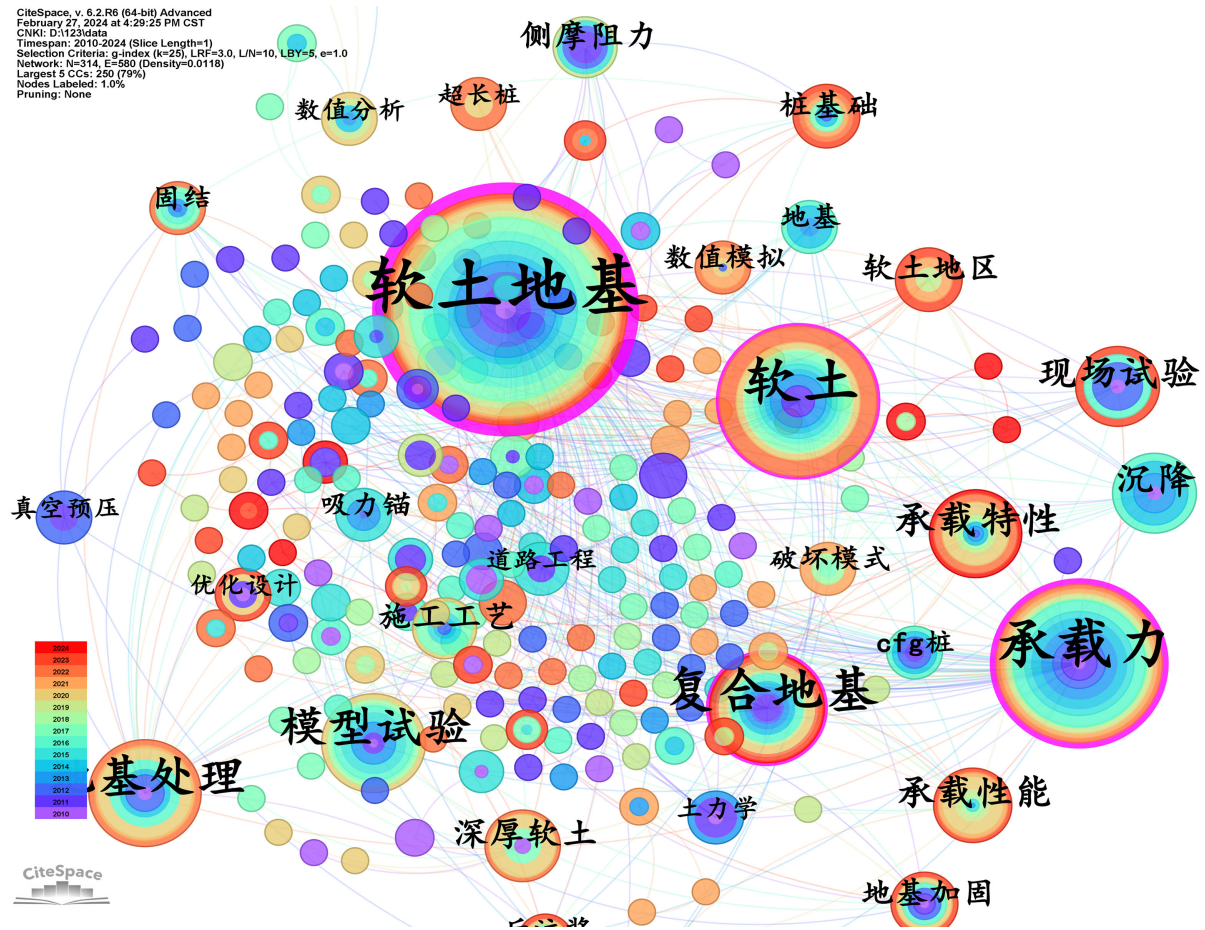 CiteSpace, v. 6.2.R6 (64-bit) Advanced
February 27, 2024 at 4:29:25 PM CST
CNKI: D:\123\data
Timespan: 2010-2024 (Slice Length=1)
Selection Criteria: g-index (k=25), LRF=3.0, L/N=10, LBY=5, e=1.0
Network: N=314, E=580 (Density=0.0118)
Largest 5 CCs: 250 (79%)
Nodes Labeled: 1.0%
Pruning: None
侧摩阻力
超长桩
数值分析
桩基础
固结
地基
数值模拟
软土地区
软土地基
软土
现场试验
沉降
真空预压
吸力锚
承载特性
道路工程
破坏模式
优化设计
施工工艺
cfg桩
承载力
复合地基
模型试验
基处理
承载性能
土力学
深厚软土
地基加固
2024
2023
2022
2021
2020
2019
2018
2017
2016
2015
2014
2013
2012
2011
2010
CiteSpace